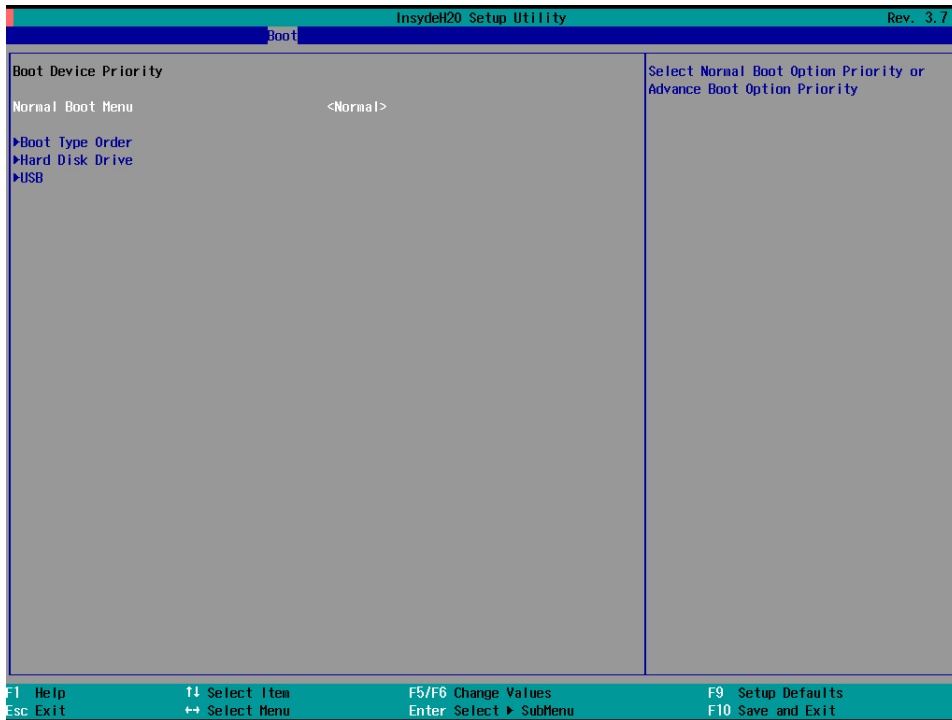 InsydeH20 Setup Utility Rev. 3.7
Boot
Boot Device Priority
Normal Boot Menu <Normal>
▶Boot Type Order
▶Hard Disk Drive
▶USB
Select Normal Boot Option Priority or
Advance Boot Option Priority
F1 Help ↑↓ Select Item F5/F6 Change Values F9 Setup Defaults
Esc Exit ←→ Select Menu Enter Select ▶ SubMenu F10 Save and Exit